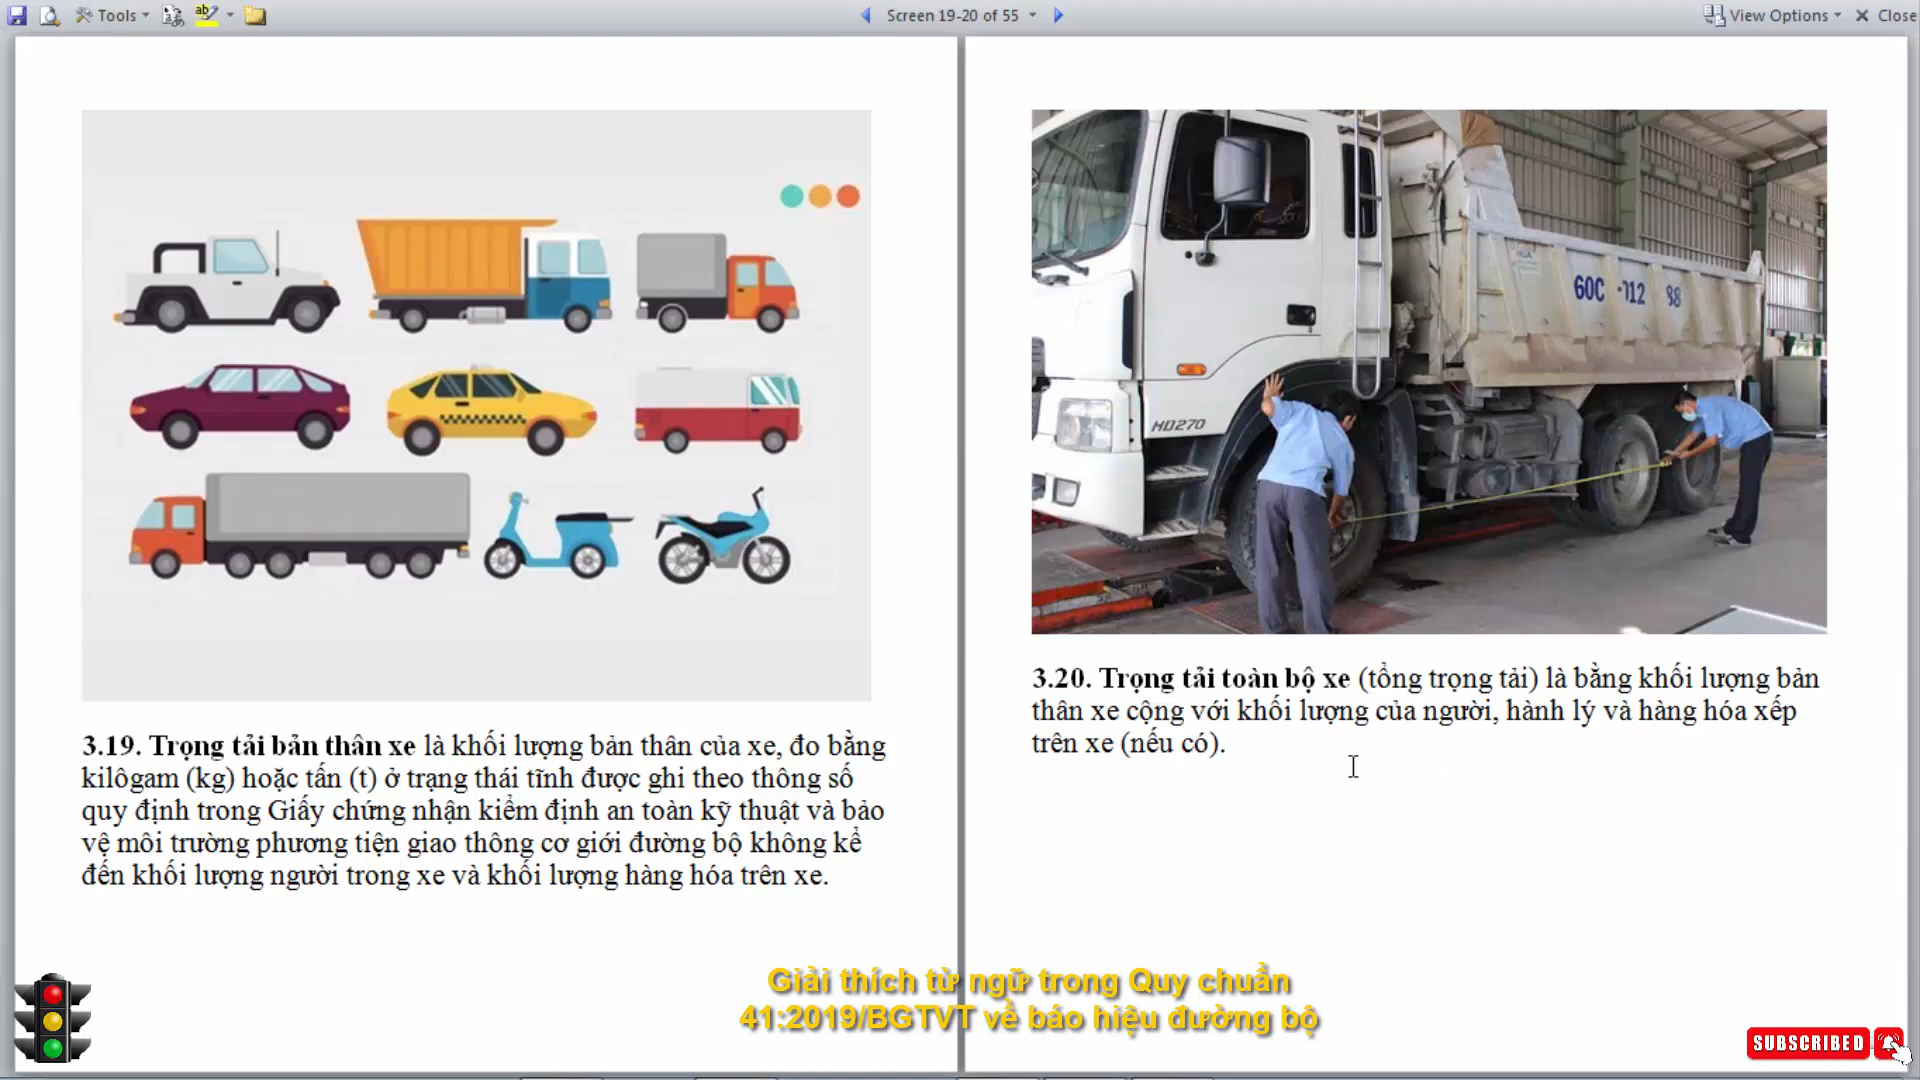 Tools
Screen 19-20 of 55
View Options
Close
3.19. Trọng tải bản thân xe là khối lượng bản thân của xe, đo bằng
kilôgam (kg) hoặc tấn (t) ở trạng thái tĩnh được ghi theo thông số
quy định trong Giấy chứng nhận kiểm định an toàn kỹ thuật và bảo
vệ môi trường phương tiện giao thông cơ giới đường bộ không kể
đến khối lượng người trong xe và khối lượng hàng hóa trên xe.
HD270
60C
012
3.20. Trọng tải toàn bộ xe (tổng trọng tải) là bằng khối lượng bản
thân xe cộng với khối lượng của người, hành lý và hàng hóa xếp
trên xe (nếu có).
Giải thích từ ngữ trong Quy chuẩn
41:2019/BGTVT về báo hiệu đường bộ
SUBSCRIBED